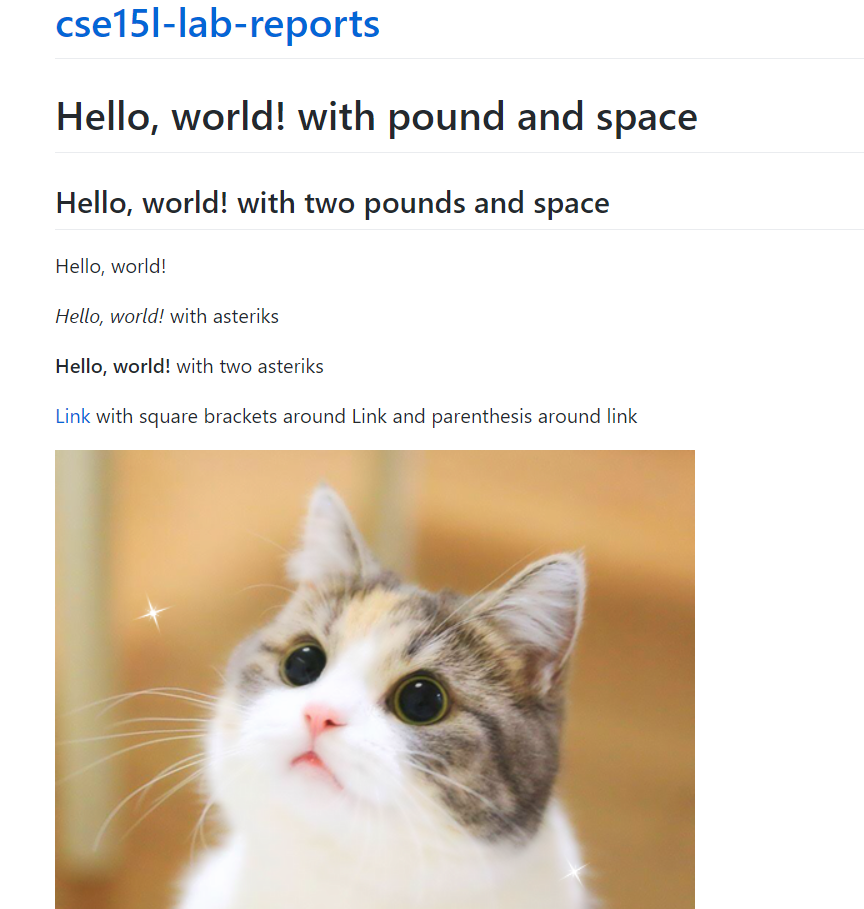 cse15l-lab-reports
Hello, world! with pound and space
Hello, world! with two pounds and space
Hello, world!
Hello, world! with asteriks
Hello, world! with two asteriks
Link with square brackets around Link and parenthesis around link